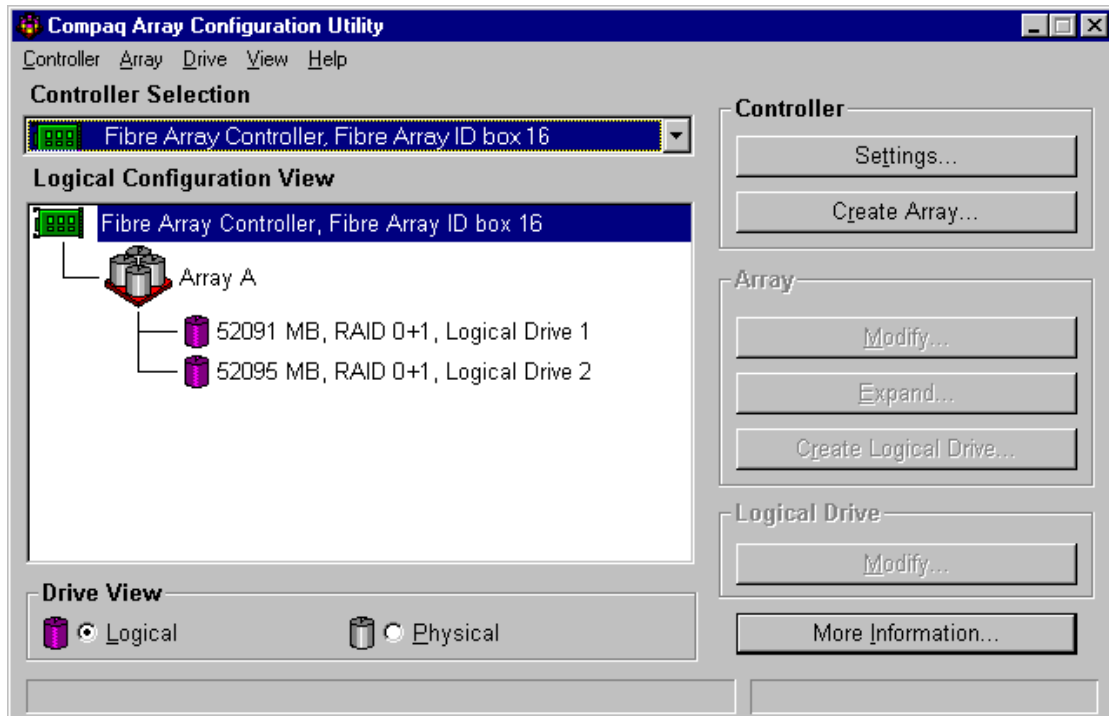 Compaq Array Configuration Utility
Controller Array Drive View Help
Controller Selection
Fibre Array Controller, Fibre Array ID box 16
Logical Configuration View
Fibre Array Controller, Fibre Array ID box 16
Array A
52091 MB, RAID 0+1, Logical Drive 1
52095 MB, RAID 0+1, Logical Drive 2
Drive View
Logical
Physical
Controller
Settings...
Create Array...
Array
Modify...
Expand...
Create Logical Drive...
Logical Drive
Modify...
More Information...